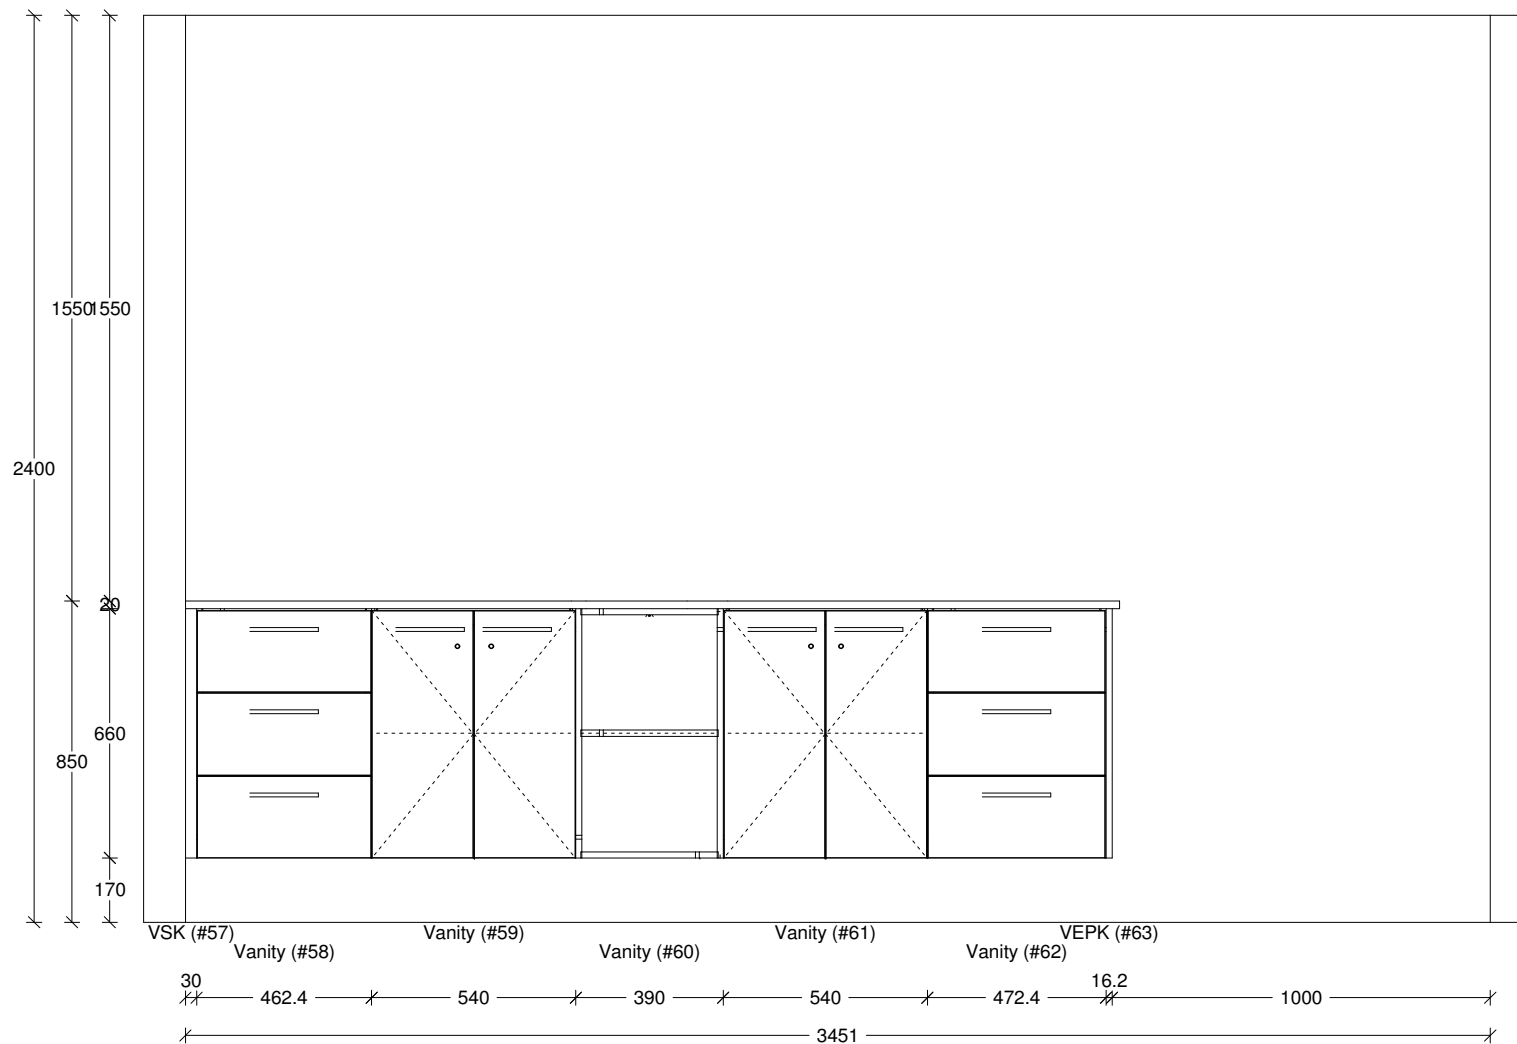 1550
1550
2400
20
660
850
170
VSK (#57)
Vanity (#59)
Vanity (#61)
VEPK (#63)
Vanity (#58)
Vanity (#60)
Vanity (#62)
30
16.2
462.4
540
390
540
472.4
1000
3451